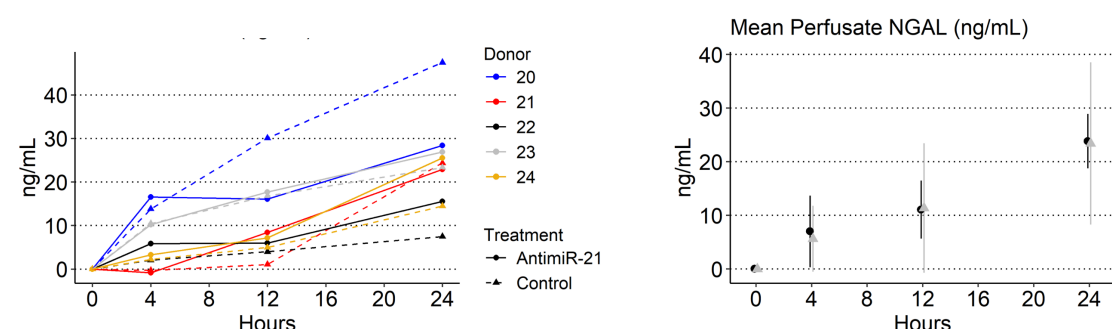 Mean Perfusate NGAL (ng/mL)
ng/mL
40
30
20
10
0
0 4 8 12 16 20 24
Hours
Donor
20
21
22
23
24
Treatment
AntimiR-21
Control
ng/mL
40
30
20
10
0
0 4 8 12 16 20 24
Hours